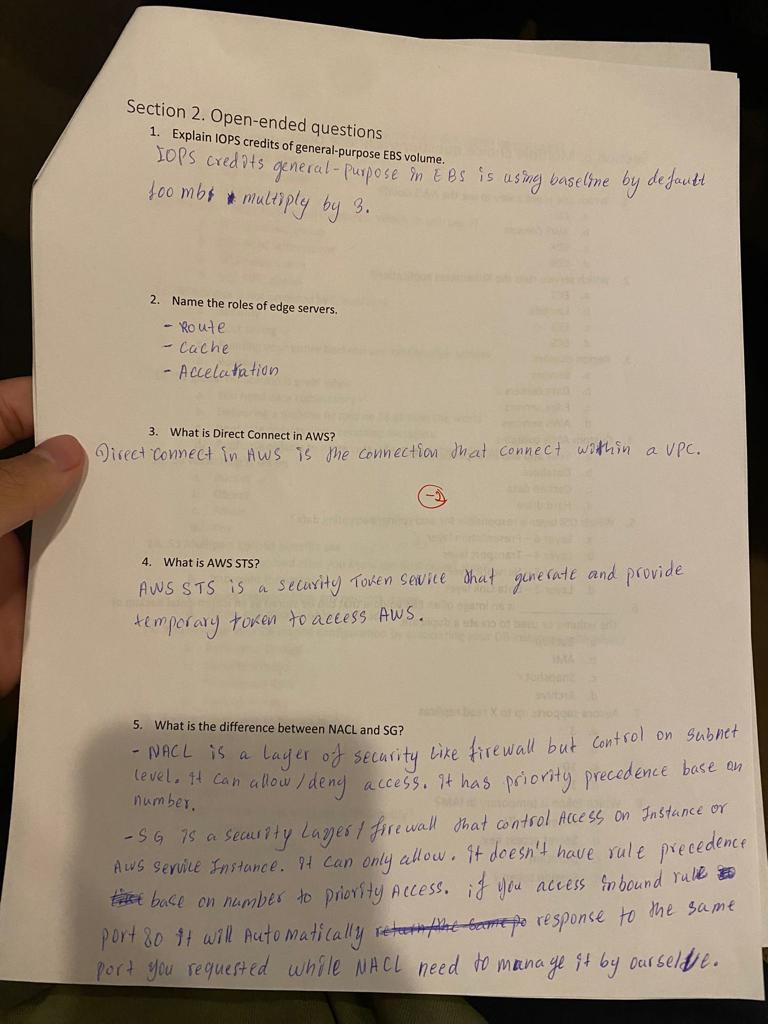 Section 2. Open-ended questions
1. Explain IOPS credits of general-purpose EBS volume.
IOPS credits general-purpose in EBS is using baseline by default
100 mbs multiply by 3.
2. Name the roles of edge servers.
- Route
- Cache
- Accelaration
3. What is Direct Connect in AWS?
Direct connect in AWS is the connection that connect within a VPC.
-2
4. What is AWS STS?
AWS STS is a security Token service that generate and provide
temporary token to access AWS.
5. What is the difference between NACL and SG?
- NACL is a Layer of security like firewall but control on subnet
level. it can allow/deny access. it has priority precedence base on
number.
- SG is a security Layer / firewall that control Access on Instance or
AWS service Instance. it can only allow. it doesn't have rule precedence
base on number to priority Access. if you access inbound rule
port 80 it will Automatically return/the same po response to the same
port you requested while NACL need to manage it by ourselve.